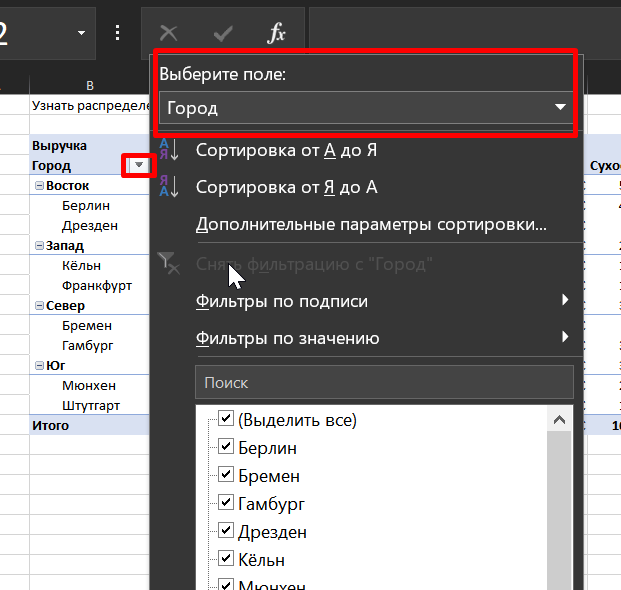 2
fx
B
Выберите поле:
Город
Узнать
Выручка
Город
Сортировка от А до Я
Сортировка от Я до А
Дополнительные параметры сортировки...
Снять фильтрацию с "Город"
Фильтры по подписи
Фильтры по значению
Поиск
(Выделить все)
Берлин
Бремен
Гамбург
Дрезден
Кёльн
Мюнхен
Восток
Берлин
Дрезден
Запад
Кёльн
Франкфурт
Север
Бремен
Гамбург
Юг
Мюнхен
Штутгарт
Итого